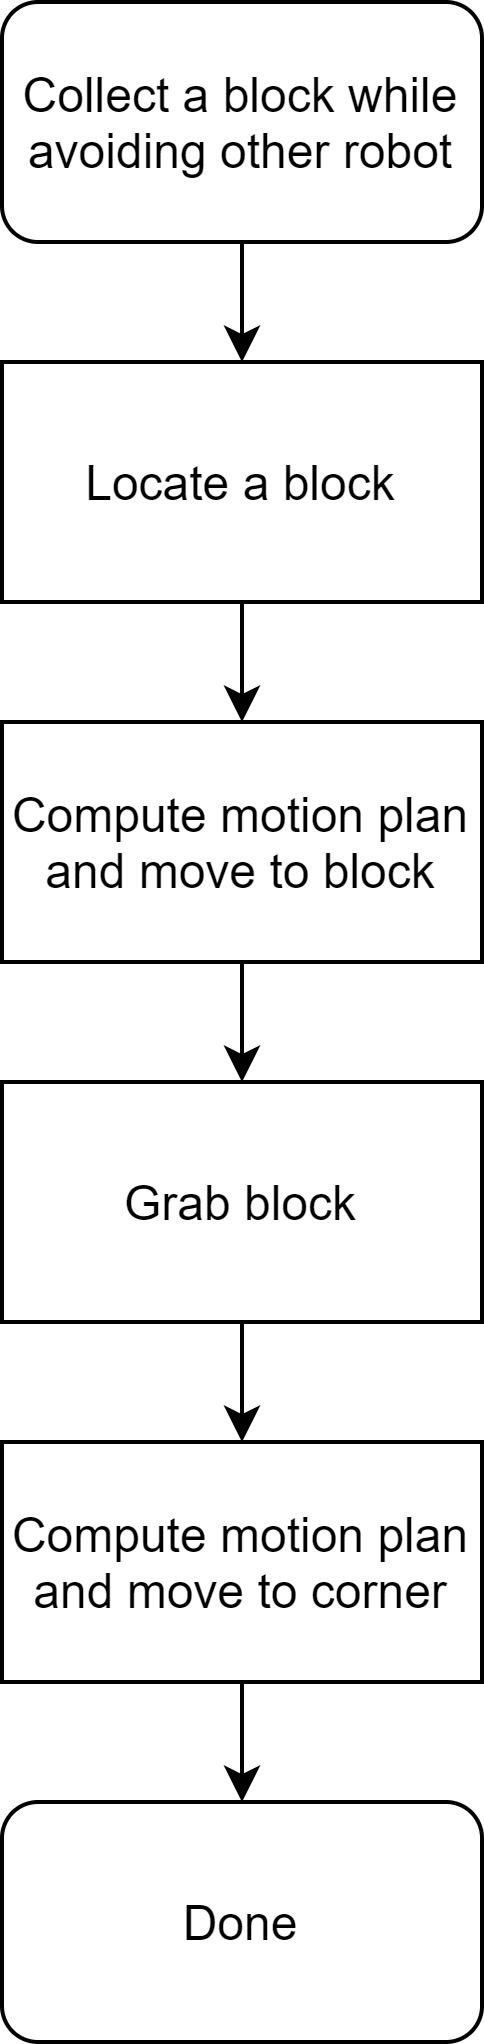 Collect a block while
avoiding other robot
Locate a block
Compute motion plan
and move to block
Grab block
Compute motion plan
and move to corner
Done